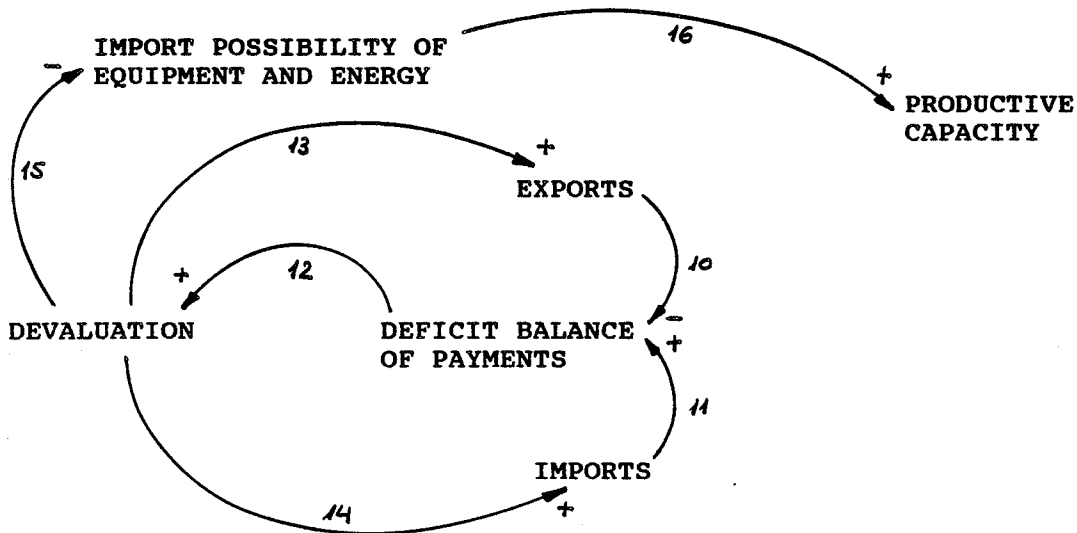 16
IMPORT POSSIBILITY OF
- EQUIPMENT AND ENERGY
+
PRODUCTIVE
CAPACITY
13
+
15
EXPORTS
10
12
+
DEVALUATION
DEFICIT BALANCE -
OF PAYMENTS +
11
IMPORTS
14
+